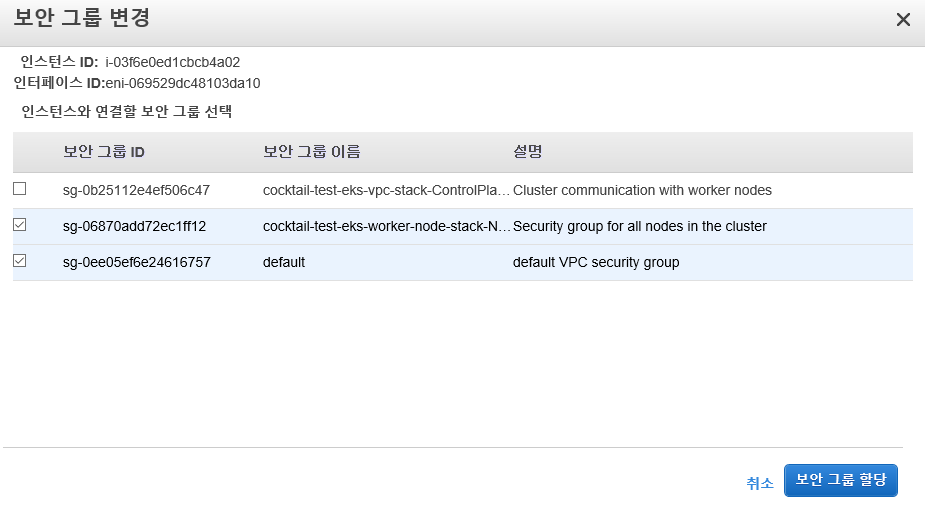 보안 그룹 변경
인스턴스 ID: i-03f6e0ed1cbcb4a02
인터페이스 ID:eni-069529dc48103da10
인스턴스와 연결할 보안 그룹 선택
보안 그룹 ID 보안 그룹 이름 설명
sg-0b25112e4ef506c47 cocktail-test-eks-vpc-stack-ControlPla... Cluster communication with worker nodes
sg-06870add72ec1ff12 cocktail-test-eks-worker-node-stack-N... Security group for all nodes in the cluster
sg-0ee05ef6e24616757 default default VPC security group
취소 보안 그룹 할당